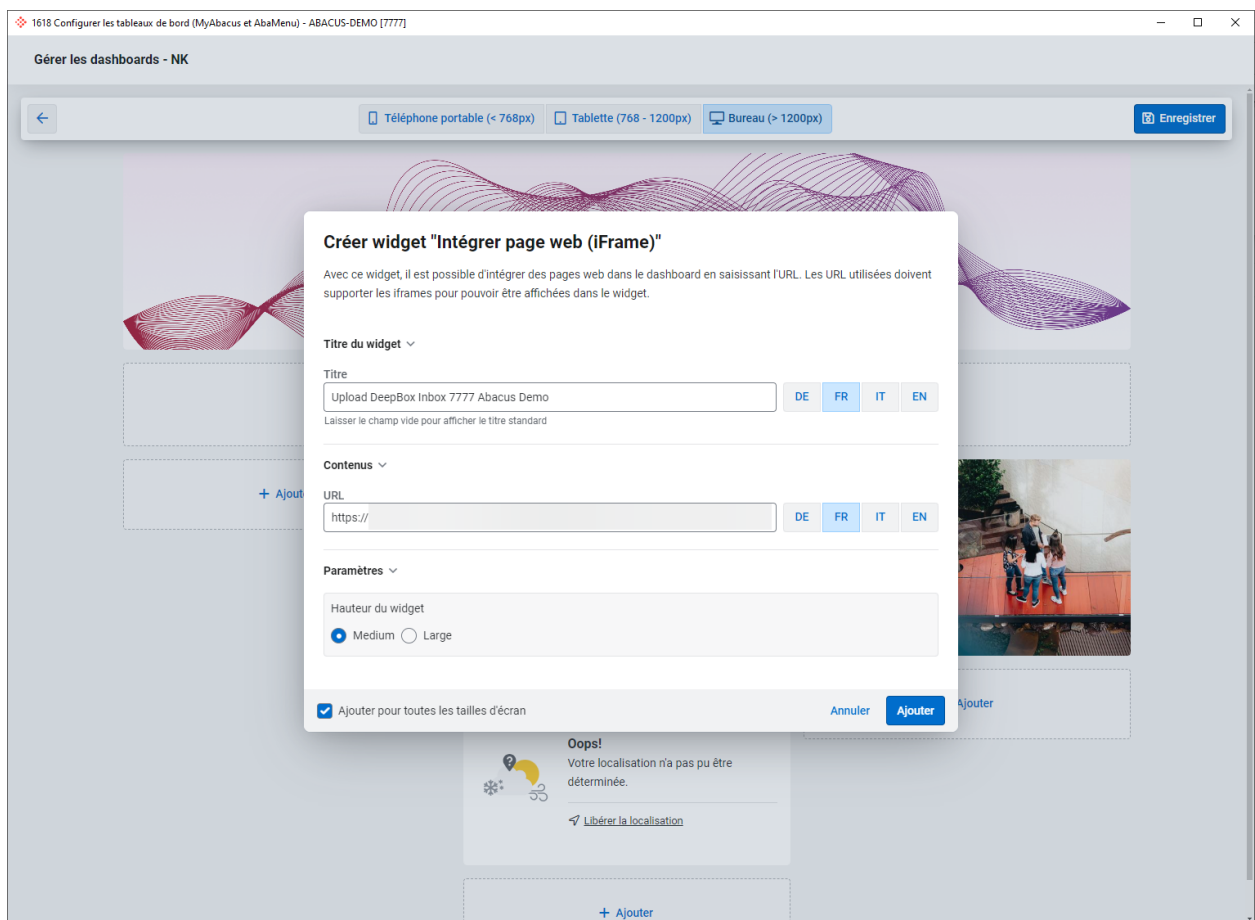 1618 Configurer les tableaux de bord (MyAbacus et AbaMenu) - ABACUS-DEMO [7777]
Gérer les dashboards - NK
Téléphone portable (< 768px)
Tablette (768 - 1200px)
Bureau (> 1200px)
Enregistrer
Créer widget "Intégrer page web (iFrame)"
Avec ce widget, il est possible d'intégrer des pages web dans le dashboard en saisissant l'URL. Les URL utilisées doivent
supporter les iframes pour pouvoir être affichées dans le widget.
Titre du widget
Titre
Upload DeepBox Inbox 7777 Abacus Demo
DE FR IT EN
Laisser le champ vide pour afficher le titre standard
Contenus
+ Ajout
URL
https://
DE FR IT EN
Paramètres
Hauteur du widget
Medium
Large
Ajouter pour toutes les tailles d'écran
Annuler
Ajouter
Ajouter
Oops!
Votre localisation n'a pas pu être
déterminée.
Libérer la localisation
+ Ajouter